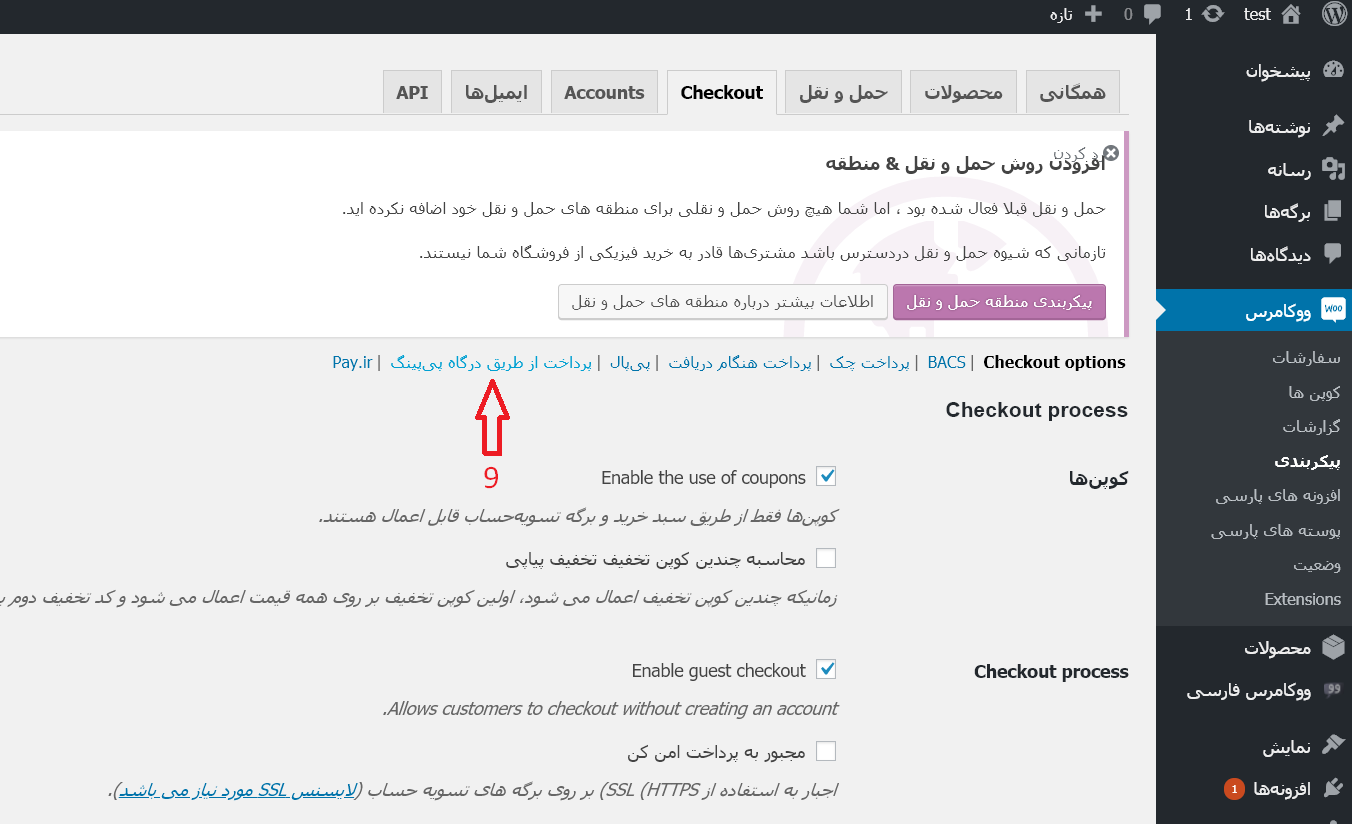 test
1
0
تازه
پیشخوان
نوشته‌ها
رسانه
برگه‌ها
دیدگاه‌ها
Woo
ووکامرس
سفارشات
کوپن ها
گزارشات
پیکربندی
افزونه های پارسی
پوسته های پارسی
وضعیت
Extensions
محصولات
ووکامرس فارسی
نمایش
افزونه‌ها 1
همگانی
محصولات
حمل و نقل
Checkout
Accounts
ایمیل‌ها
API
د کردن
افزودن روش حمل و نقل & منطقه
حمل و نقل قبلا فعال شده بود ، اما شما هیچ روش حمل و نقلی برای منطقه های حمل و نقل خود اضافه نکرده اید.
تازمانی که شیوه حمل و نقل دردسترس باشد مشتری‌ها قادر به خرید فیزیکی از فروشگاه شما نیستند.
پیکربندی منطقه حمل و نقل
اطلاعات بیشتر درباره منطقه های حمل و نقل
Checkout options | BACS | پرداخت چک | پرداخت هنگام دریافت | پی‌پال | پرداخت از طریق درگاه پی‌پینگ | Pay.ir
9
Checkout process
کوپن‌ها
Enable the use of coupons
کوپن‌ها فقط از طریق سبد خرید و برگه تسویه‌حساب قابل اعمال هستند.
محاسبه چندین کوپن تخفیف تخفیف پیاپی
زمانیکه چندین کوپن تخفیف اعمال می شود، اولین کوپن تخفیف بر روی همه قیمت اعمال می شود و کد تخفیف دوم
Checkout process
Enable guest checkout
.Allows customers to checkout without creating an account
مجبور به پرداخت امن کن
اجبار به استفاده از SSL (HTTPS) بر روی برگه های تسویه حساب (لایسنس SSL مورد نیاز می باشد).